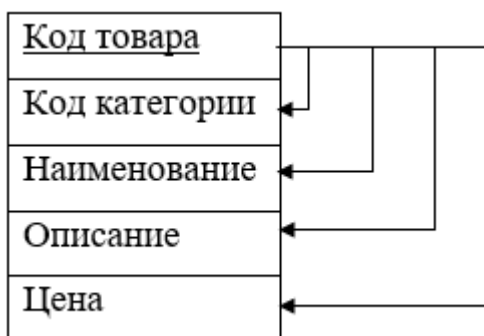 Код товара
Код категории
Наименование
Описание
Цена